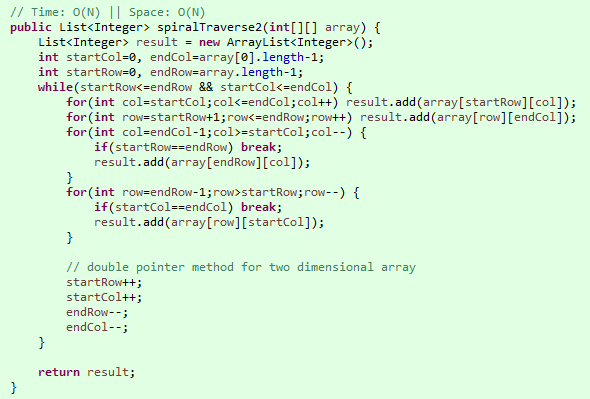 // Time: O(N) || Space: O(N)
public List<Integer> spiralTraverse2(int[][] array) {
    List<Integer> result = new ArrayList<Integer>();
    int startCol=0, endCol=array[0].length-1;
    int startRow=0, endRow=array.length-1;
    while(startRow<=endRow && startCol<=endCol) {
        for(int col=startCol;col<=endCol;col++) result.add(array[startRow][col]);
        for(int row=startRow+1;row<=endRow;row++) result.add(array[row][endCol]);
        for(int col=endCol-1;col>=startCol;col--) {
            if(startRow==endRow) break;
            result.add(array[endRow][col]);
        }
        for(int row=endRow-1;row>startRow;row--) {
            if(startCol==endCol) break;
            result.add(array[row][startCol]);
        }

        // double pointer method for two dimensional array
        startRow++;
        startCol++;
        endRow--;
        endCol--;
    }

    return result;
}